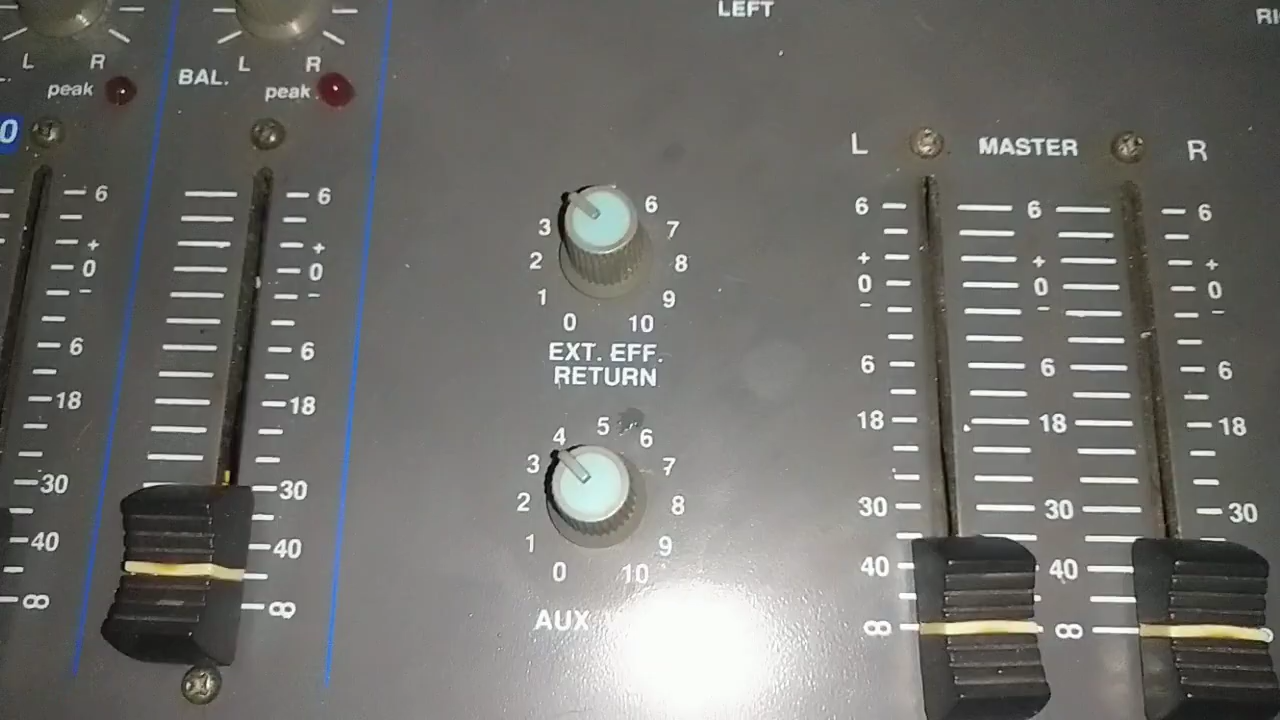 LEFT
L R
peak
BAL.
L R
peak
0
6
+
0
-
6
18
30
40
∞
6
+
0
-
6
18
30
40
∞
3 6
2 7
1 8
0 9
10
EXT. EFF.
RETURN
4 5 6
3 7
2 8
1 9
0 10
AUX
L MASTER R
6 6 6
+ + +
0 0 0
- - -
6 6 6
18 18 18
30 30 30
40 40
∞ ∞